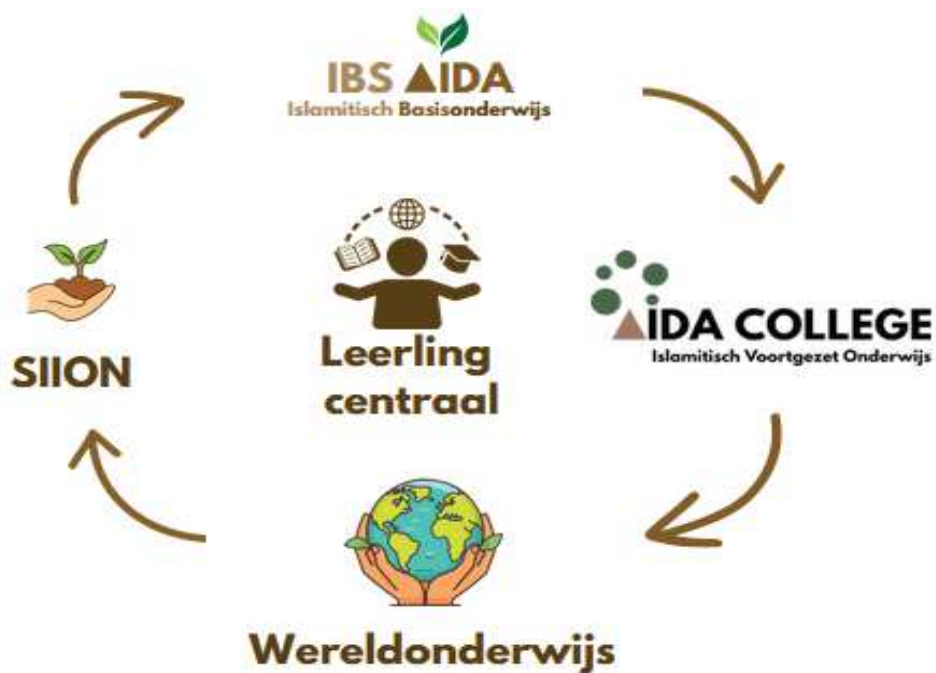 IBS AIDA
Islamitisch Basisonderwijs
SIION
Leerling
centraal
AIDA COLLEGE
Islamitisch Voortgezet Onderwijs
Wereldonderwijs